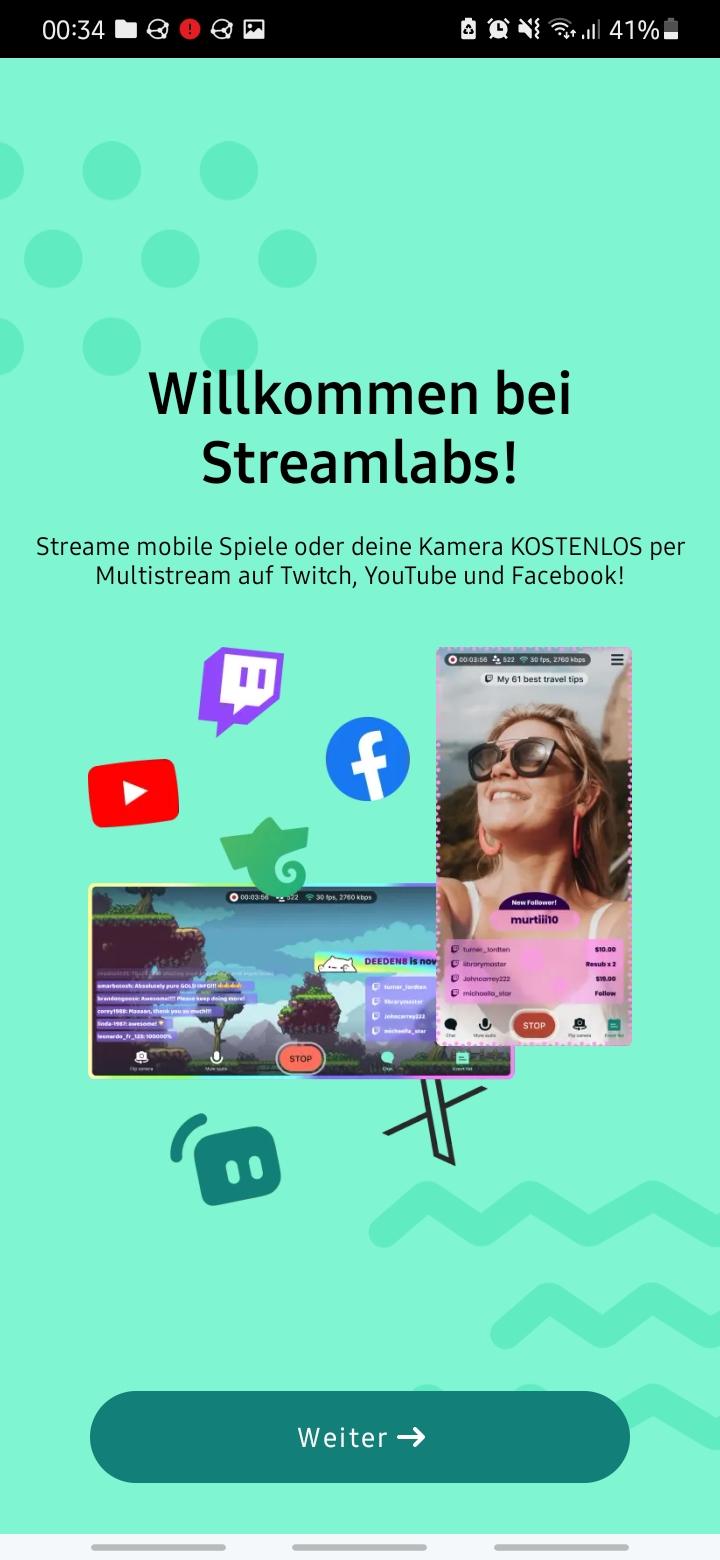 00:34
41%
Willkommen bei
Streamlabs!
Streame mobile Spiele oder deine Kamera KOSTENLOS per
Multistream auf Twitch, YouTube und Facebook!
00:03:56 522 30 fps, 2760 kbps
My 61 best travel tips
New Follower!
murtiii10
turner_lordten $10.00
librarymaster Resub x 2
Johncarrey222 $19.00
michaella_star Follow
Chat Mute audio STOP Flip camera Event list
00:03:56 522 30 fps, 2760 kbps
DEEDEN8 is now
amarbotosh: Absolutely pure GOLD INFO!!!
brandongoose: Awesome!!!! Please keep doing more!
corey1988: Maaaan, thank you so much!!!
linda-1987: awesome!
leonardo_fr_123: 100000%
turner_lordten
librarymaster
Johncarrey222
michaella_star
Flip camera Mute audio STOP Chat Event list
Weiter